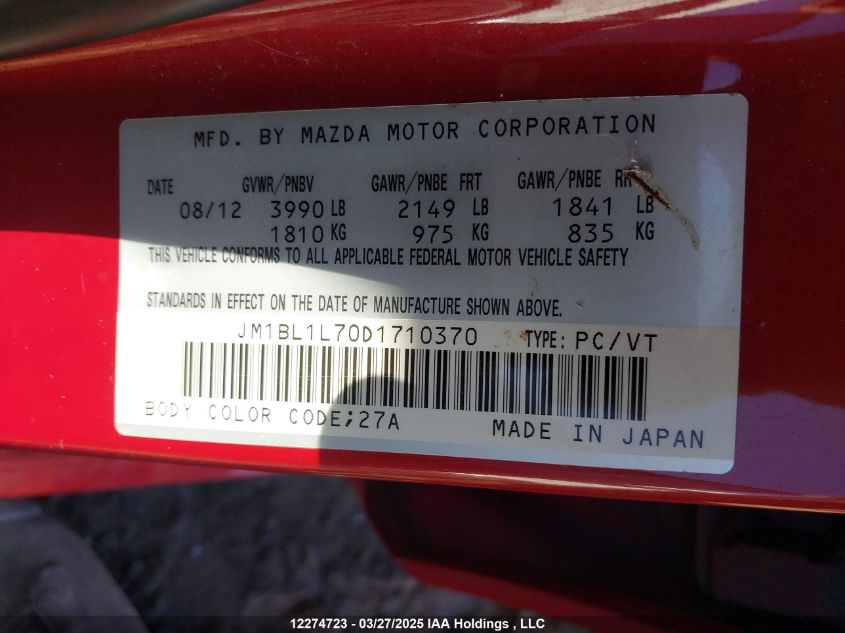 MFD. BY MAZDA MOTOR CORPORATION
DATE GVWR/PNBV GAWR/PNBE FRT GAWR/PNBE RR
08/12 3990 LB 2149 LB 1841 LB
1810 KG 975 KG 835 KG
THIS VEHICLE CONFORMS TO ALL APPLICABLE FEDERAL MOTOR VEHICLE SAFETY
STANDARDS IN EFFECT ON THE DATE OF MANUFACTURE SHOWN ABOVE.
JM1BL1L70D1710370 TYPE: PC/VT
BODY COLOR CODE;27A
MADE IN JAPAN
12274723 - 03/27/2025 IAA Holdings, , LLC